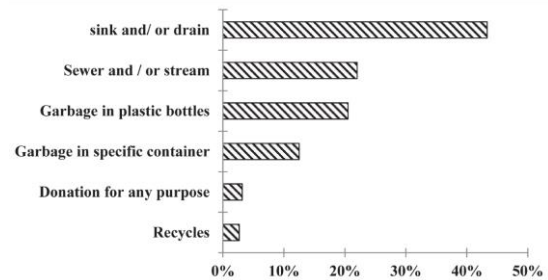 sink and/ or drain
Sewer and / or stream
Garbage in plastic bottles
Garbage in specific container
Donation for any purpose
Recycles
0% 10% 20% 30% 40% 50%